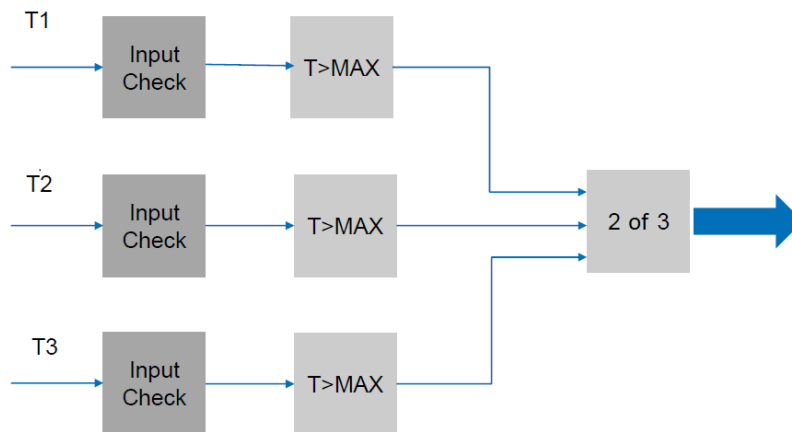 T1
Input
Check
T>MAX
T2
Input
Check
T>MAX
2 of 3
T3
Input
Check
T>MAX